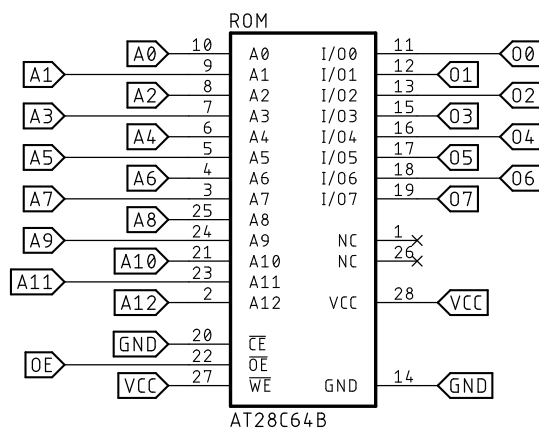 ROM
A0 10 A0 I/O0 11 O0
A1 9 A1 I/O1 12 O1
A2 8 A2 I/O2 13 O2
A3 7 A3 I/O3 15 O3
A4 6 A4 I/O4 16 O4
A5 5 A5 I/O5 17 O5
A6 4 A6 I/O6 18 O6
A7 3 A7 I/O7 19 O7
A8 25 A8
A9 24 A9 NC 1
A10 21 A10 NC 26
A11 23 A11
A12 2 A12 VCC 28 VCC
GND 20 CE
OE 22 OE
VCC 27 WE GND 14 GND
AT28C64B